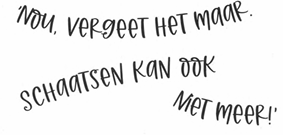 'Nou, vergeet het maar.
Schaatsen kan ook
niet meer!'